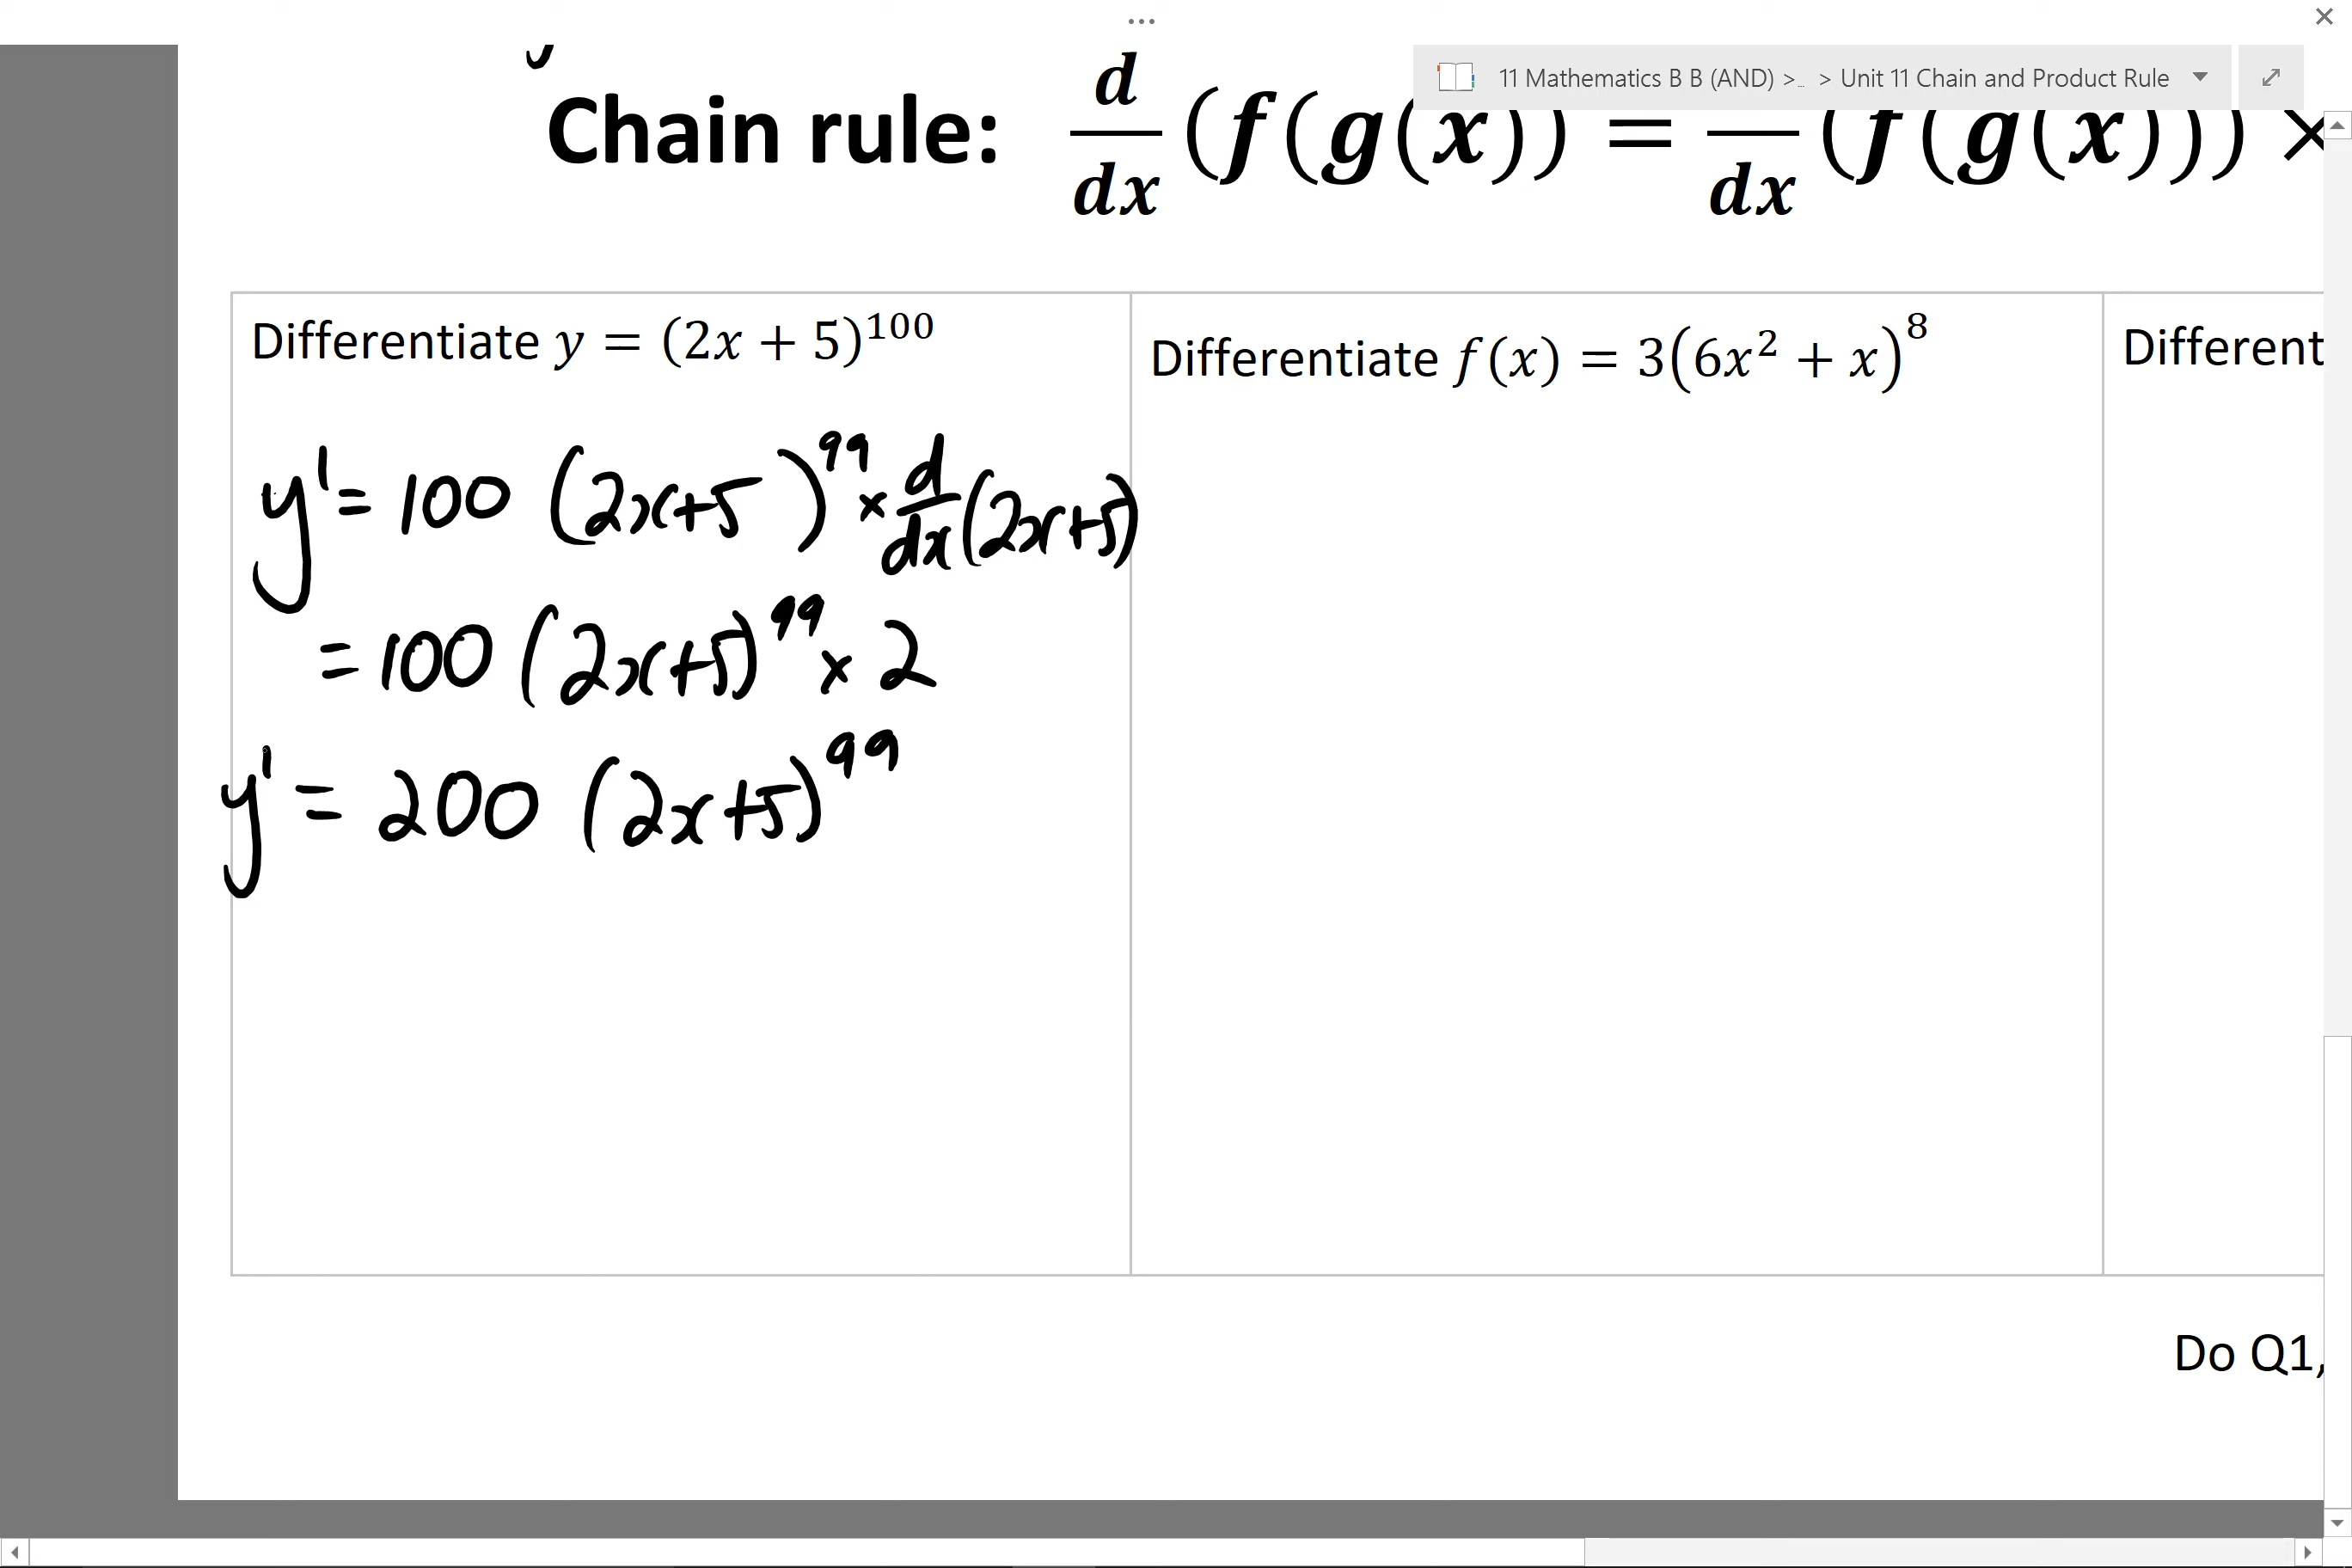 ...
11 Mathematics B B (AND) >... > Unit 11 Chain and Product Rule
Chain rule: d/dx (f(g(x)) = /dx (f(g(x))) ×
Differentiate y = (2x + 5)^100
y' = 100 (2x+5)^99 × d/dx (2x+5)
= 100 (2x+5)^99 × 2
y' = 200 (2x+5)^99
Differentiate f(x) = 3(6x² + x)^8
Different
Do Q1,